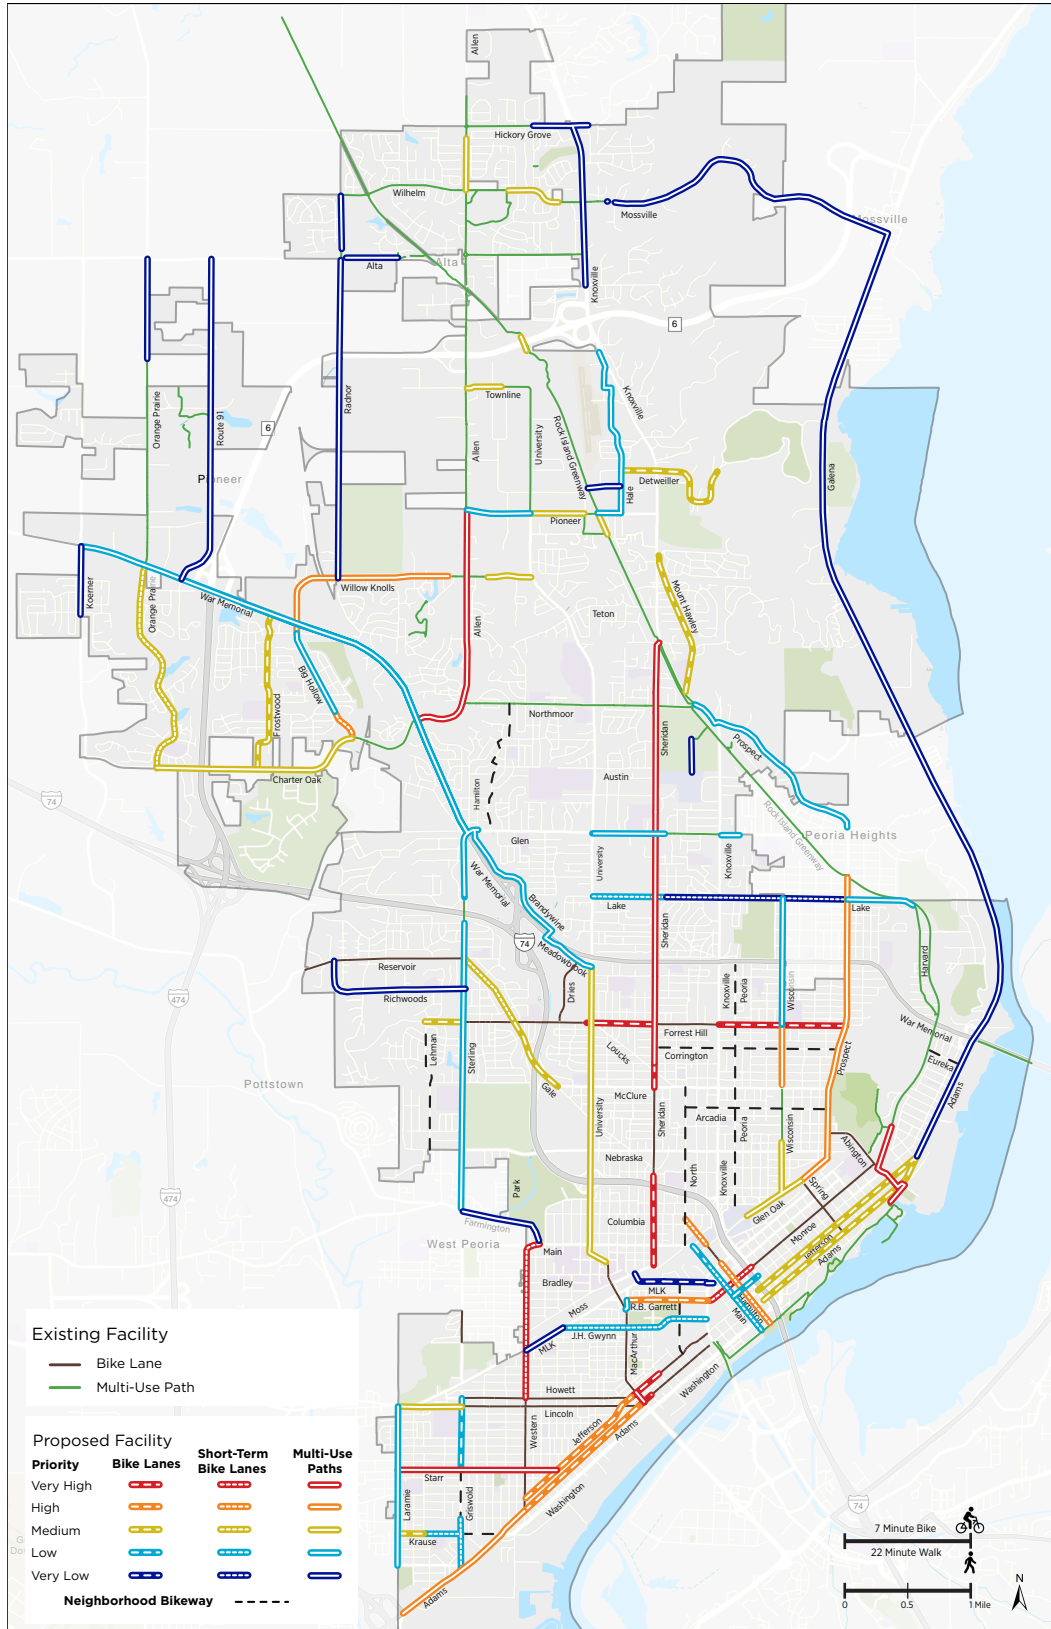 Allen
Hickory Grove
Wilhelm
Mossville
Mossville
Alta
Alta
Knoxville
6
Radnor
Orange Prairie
Route 91
6
Townline
Knoxville
Allen
University
Rock Island Greenway
Galena
Pioneer
Detweiller
Hale
Pioneer
Koerner
Orange Prairie
War Memorial
Willow Knolls
Teton
Mount Hawley
Allen
Big Hollow
Frostwood
Northmoor
Sheridan
Prospect
Charter Oak
Austin
74
Hamilton
Rock Island Greenway
Peoria Heights
Glen
University
Knoxville
War Memorial
Brandywine
Lake
Sheridan
Lake
74
Meadowbrook
Harvard
Reservoir
Richwoods
Dries
Knoxville
Peoria
Wisconsin
474
War Memorial
Forrest Hill
Corrington
Loucks
Lehman
Sterling
Prospect
Eureka
Adams
Pottstown
Gale
McClure
University
Sheridan
Arcadia
Peoria
Wisconsin
Abington
Nebraska
North
Knoxville
474
Park
Spring
Glen Oak
Farmington
Columbia
Monroe
Jefferson
Adams
West Peoria
Main
Bradley
MLK
Hamilton
Main
Moss
R.B. Garrett
J.H. Gwynn
MLK
MacArthur
Washington
Howett
Lincoln
Western
Jefferson
Adams
Starr
Laramie
Griswold
Washington
Krause
Adams
74
Existing Facility
Bike Lane
Multi-Use Path
Proposed Facility
Priority
Bike Lanes
Short-Term Bike Lanes
Multi-Use Paths
Very High
High
Medium
Low
Very Low
Neighborhood Bikeway
7 Minute Bike
22 Minute Walk
N
0 0.5 1 Mile